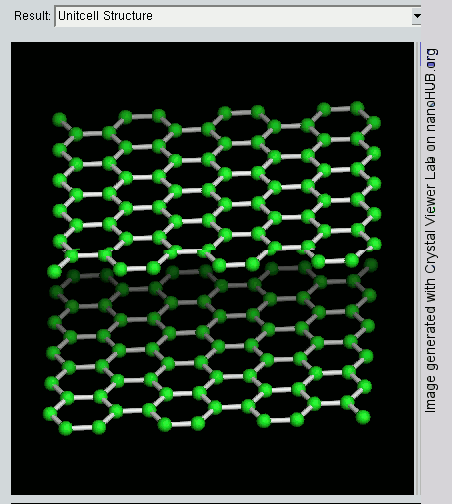 Result: Unitcell Structure
Image generated with Crystal Viewer Lab on nanoHUB.org